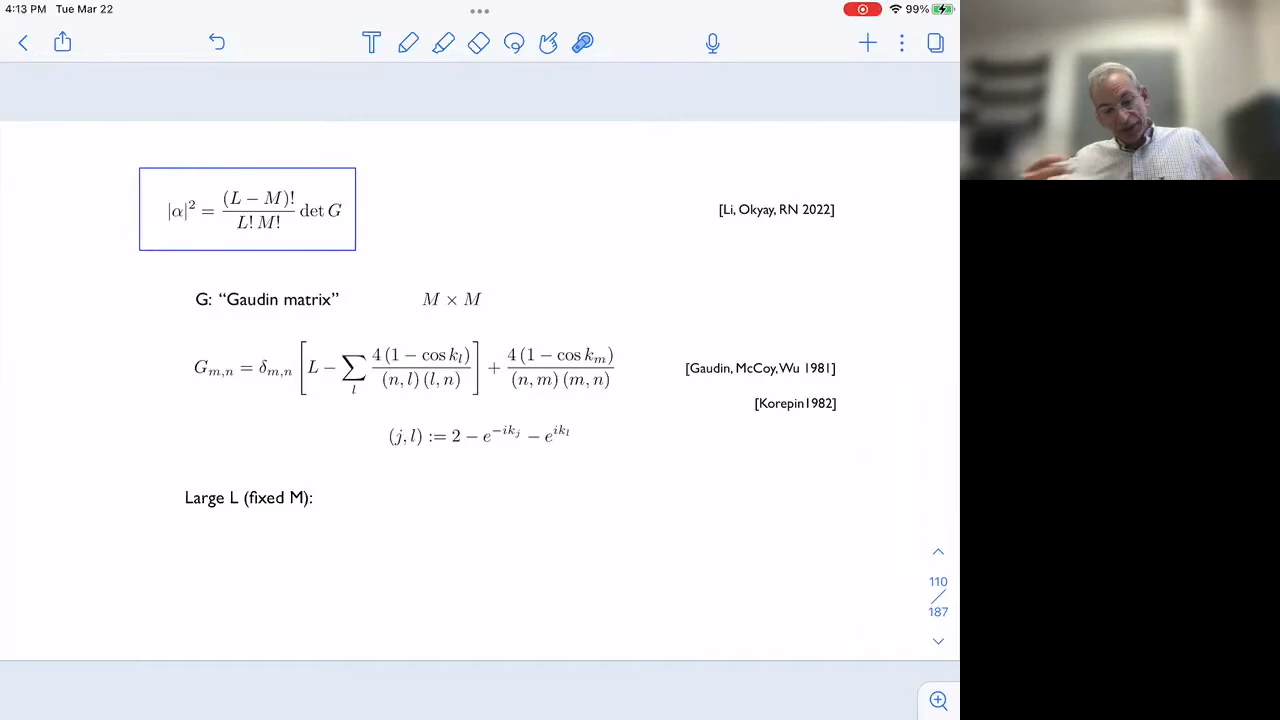 4:13 PM Tue Mar 22
99%
|α|² = (L − M)! / (L! M!) det G
[Li, Okyay, RN 2022]
G: “Gaudin matrix” M × M
G_{m,n} = δ_{m,n} [ L − ∑_l 4 (1 − cos k_l) / ((n, l) (l, n)) ] + 4 (1 − cos k_m) / ((n, m) (m, n))
[Gaudin, McCoy, Wu 1981]
[Korepin1982]
(j, l) := 2 − e^{−ik_j} − e^{ik_l}
Large L (fixed M):
110
/
187